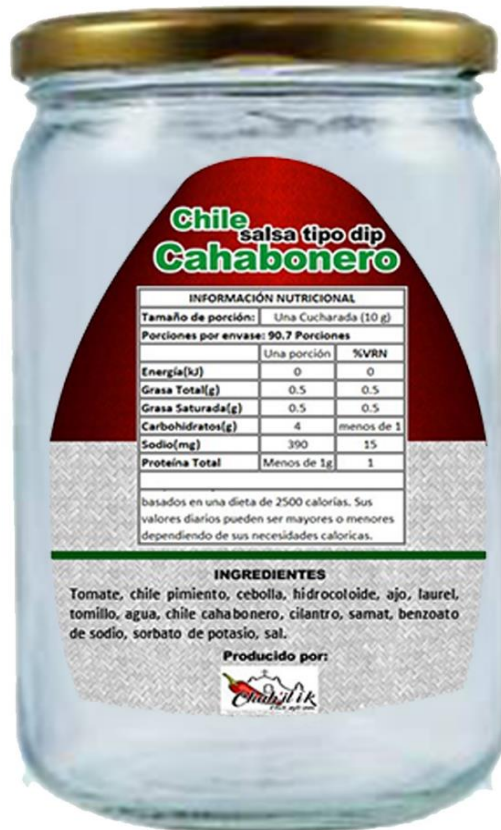 Chile
salsa tipo dip
Cahabonero
INFORMACIÓN NUTRICIONAL
Tamaño de porción: Una Cucharada (10 g)
Porciones por envase: 90.7 Porciones
Una porción %VRN
Energía(kJ) 0 0
Grasa Total(g) 0.5 0.5
Grasa Saturada(g) 0.5 0.5
Carbohidratos(g) 4 menos de 1
Sodio(mg) 390 15
Proteína Total Menos de 1g 1
basados en una dieta de 2500 calorías. Sus
valores diarios pueden ser mayores o menores
dependiendo de sus necesidades caloricas.
INGREDIENTES
Tomate, chile pimiento, cebolla, hidrocoloide, ajo, laurel,
tomillo, agua, chile cahabonero, cilantro, samat, benzoato
de sodio, sorbato de potasio, sal.
Producido por: